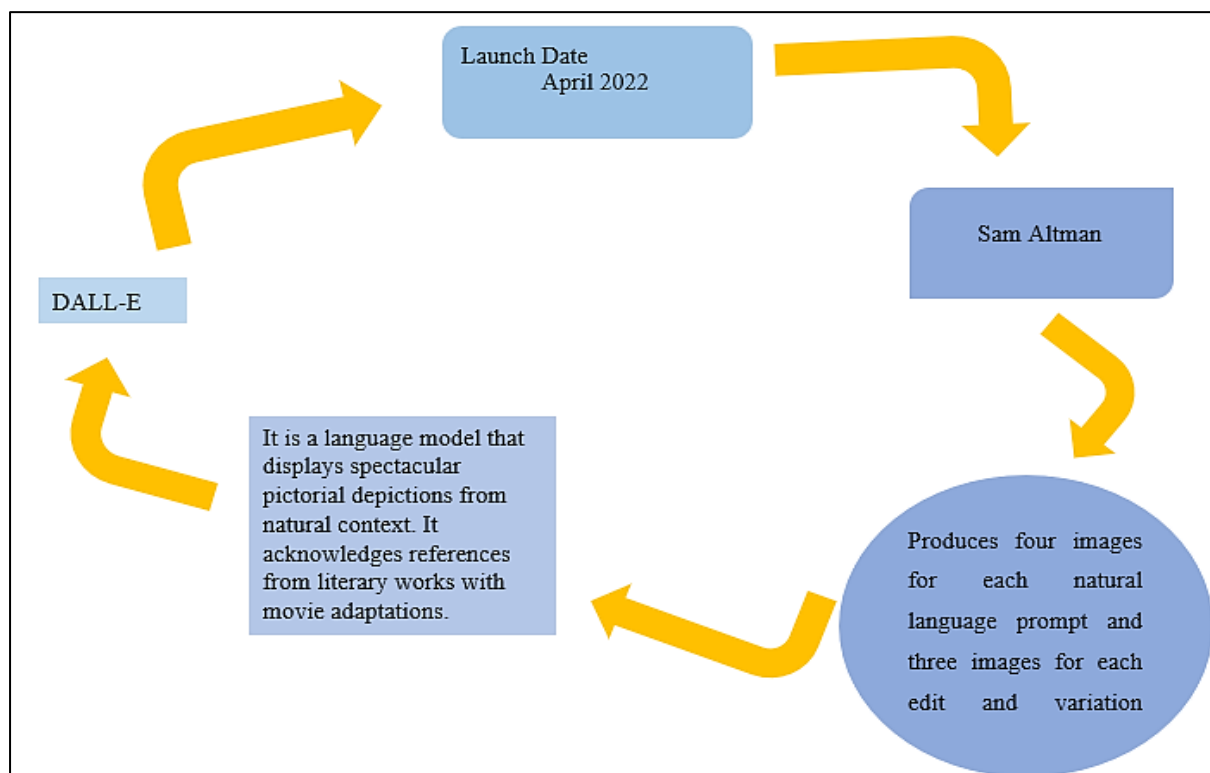 Launch Date
April 2022
Sam Altman
DALL-E
It is a language model that
displays spectacular
pictorial depictions from
natural context. It
acknowledges references
from literary works with
movie adaptations.
Produces four images
for each natural
language prompt and
three images for each
edit and variation